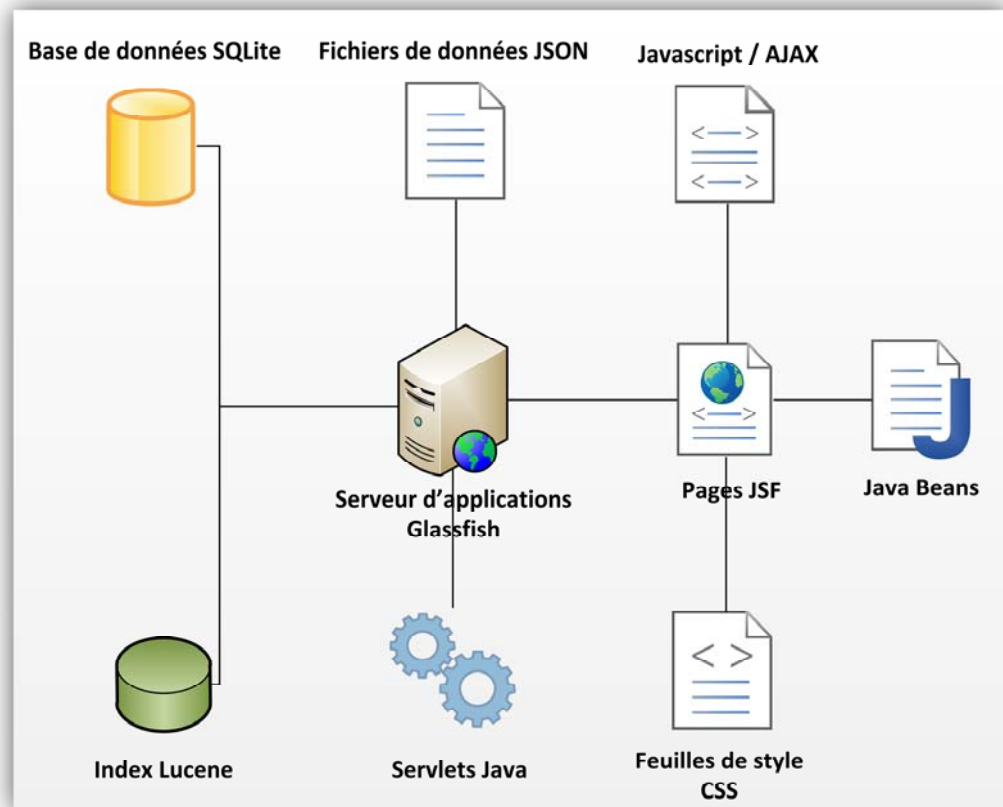 Base de données SQLite
Fichiers de données JSON
Javascript / AJAX
Serveur d'applications
Glassfish
Pages JSF
Java Beans
Index Lucene
Servlets Java
Feuilles de style
CSS